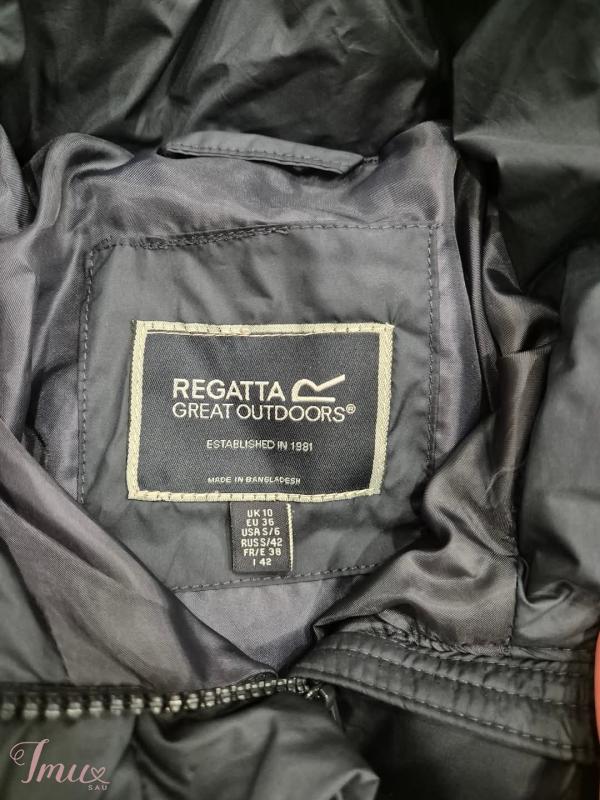 REGATTA
GREAT OUTDOORS®
ESTABLISHED IN 1981
MADE IN BANGLADESH
UK 10
EU 36
USA S/6
RUS S/42
FR/E 38
I 42
Imu
SAU